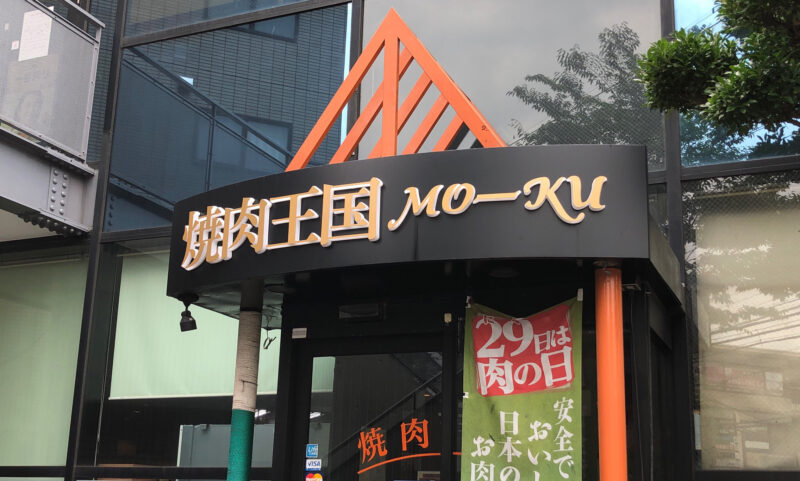 焼肉王国 MO－KU
29日は
肉の日
安全で
おいし
日本の
お肉
焼肉
VISA